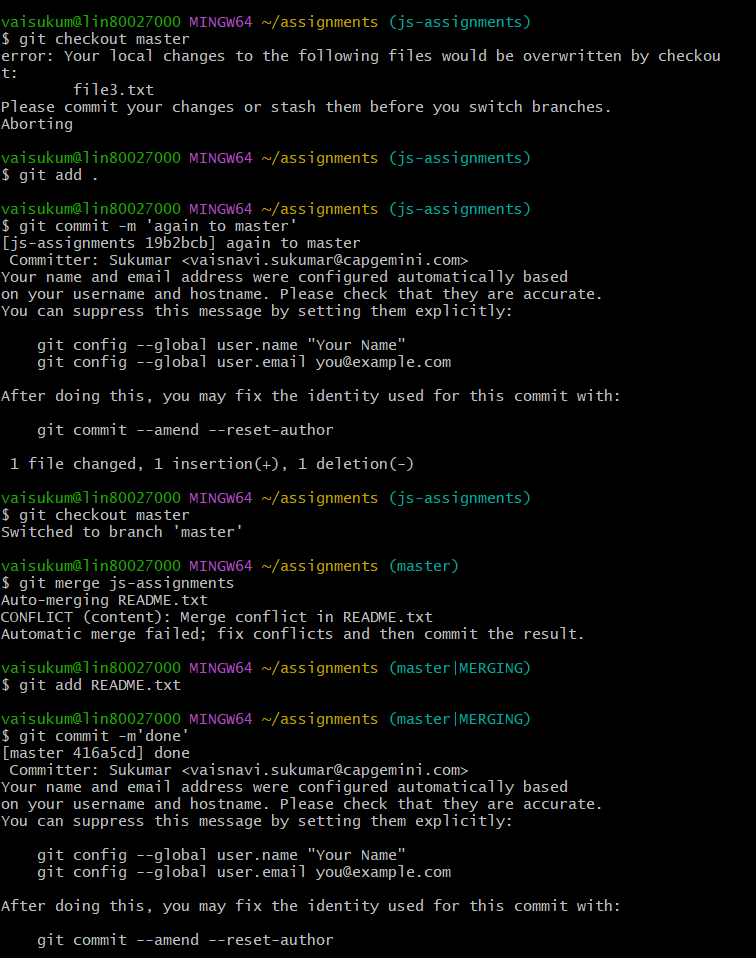 vaisukum@lin80027000 MINGW64 ~/assignments (js-assignments)
$ git checkout master
error: Your local changes to the following files would be overwritten by checkou
t:
        file3.txt
Please commit your changes or stash them before you switch branches.
Aborting

vaisukum@lin80027000 MINGW64 ~/assignments (js-assignments)
$ git add .

vaisukum@lin80027000 MINGW64 ~/assignments (js-assignments)
$ git commit -m 'again to master'
[js-assignments 19b2bcb] again to master
 Committer: Sukumar <vaisnavi.sukumar@capgemini.com>
Your name and email address were configured automatically based
on your username and hostname. Please check that they are accurate.
You can suppress this message by setting them explicitly:

    git config --global user.name "Your Name"
    git config --global user.email you@example.com

After doing this, you may fix the identity used for this commit with:

    git commit --amend --reset-author

 1 file changed, 1 insertion(+), 1 deletion(-)

vaisukum@lin80027000 MINGW64 ~/assignments (js-assignments)
$ git checkout master
Switched to branch 'master'

vaisukum@lin80027000 MINGW64 ~/assignments (master)
$ git merge js-assignments
Auto-merging README.txt
CONFLICT (content): Merge conflict in README.txt
Automatic merge failed; fix conflicts and then commit the result.

vaisukum@lin80027000 MINGW64 ~/assignments (master|MERGING)
$ git add README.txt

vaisukum@lin80027000 MINGW64 ~/assignments (master|MERGING)
$ git commit -m'done'
[master 416a5cd] done
 Committer: Sukumar <vaisnavi.sukumar@capgemini.com>
Your name and email address were configured automatically based
on your username and hostname. Please check that they are accurate.
You can suppress this message by setting them explicitly:

    git config --global user.name "Your Name"
    git config --global user.email you@example.com

After doing this, you may fix the identity used for this commit with:

    git commit --amend --reset-author